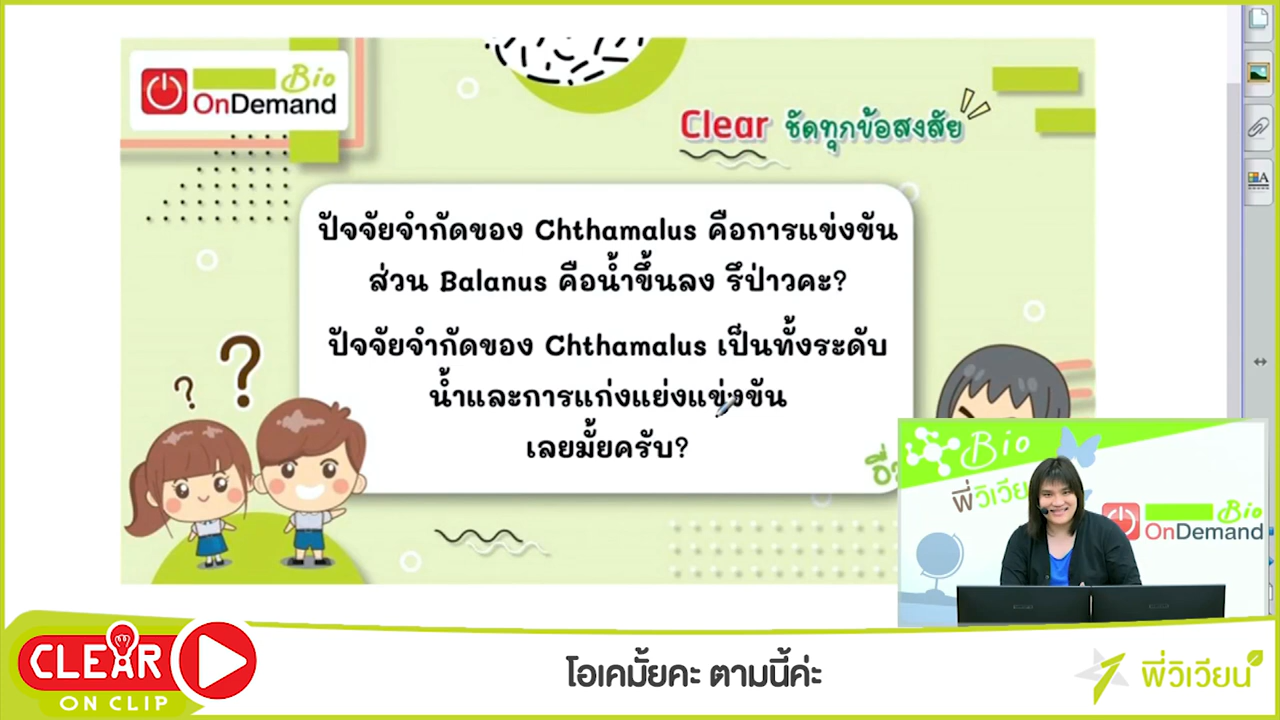 Bio
OnDemand
Clear ชัดทุกข้อสงสัย
ปัจจัยจำกัดของ Chthamalus คือการแข่งขัน
ส่วน Balanus คือน้ำขึ้นลง รึป่าวคะ?
ปัจจัยจำกัดของ Chthamalus เป็นทั้งระดับ
น้ำและการแก่งแย่งแข่งขัน
เลยมั้ยครับ?
? ?
Bio
พี่วิเวีย
Bio
OnDemand
CLEAR
ON CLIP
โอเคมั้ยคะ ตามนี้ค่ะ
พี่วิเวียน